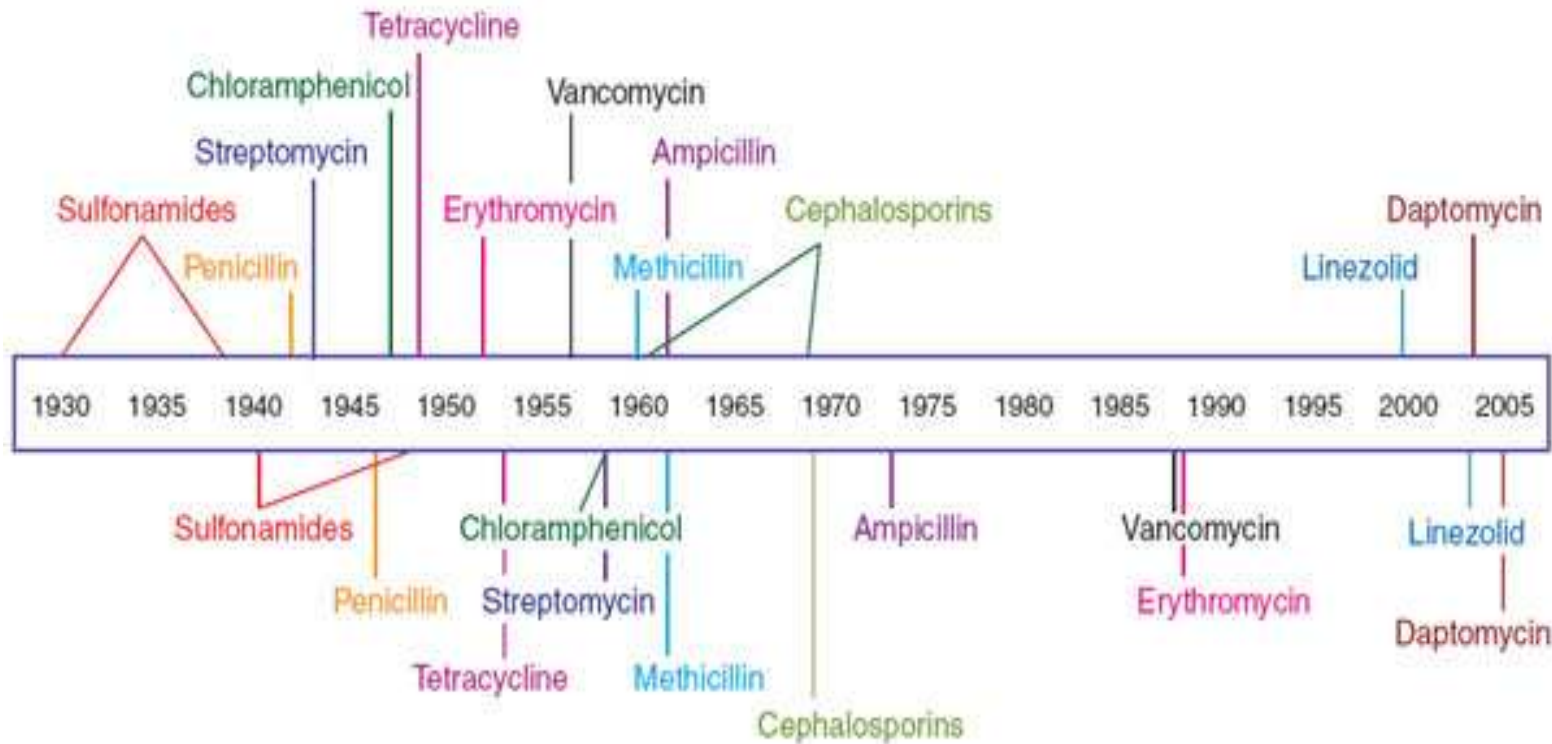 Tetracycline
Chloramphenicol
Vancomycin
Streptomycin
Ampicillin
Sulfonamides
Erythromycin
Cephalosporins
Daptomycin
Penicillin
Methicillin
Linezolid
1930 1935 1940 1945 1950 1955 1960 1965 1970 1975 1980 1985 1990 1995 2000 2005
Sulfonamides
Chloramphenicol
Ampicillin
Vancomycin
Linezolid
Penicillin
Streptomycin
Erythromycin
Daptomycin
Tetracycline
Methicillin
Cephalosporins